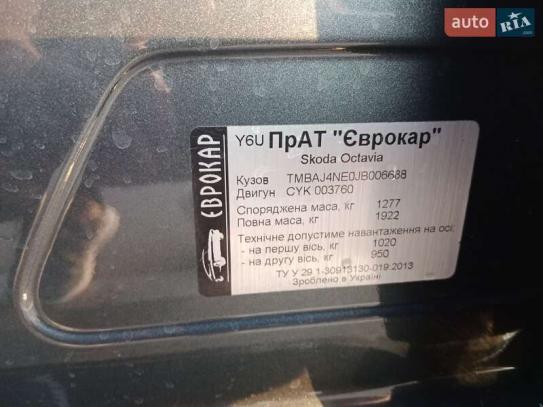 auto RIA
ЄВРОКАР
Y6U ПрАТ "Єврокар"
Skoda Octavia
Кузов TMBAJ4NE0JB006688
Двигун CYK 003760
Споряджена маса, кг 1277
Повна маса, кг 1922
Технічне допустиме навантаження на осі:
- на першу вісь, кг 1020
- на другу вісь, кг 950
ТУ У 29.1-30913130-019:2013
Зроблено в Україні